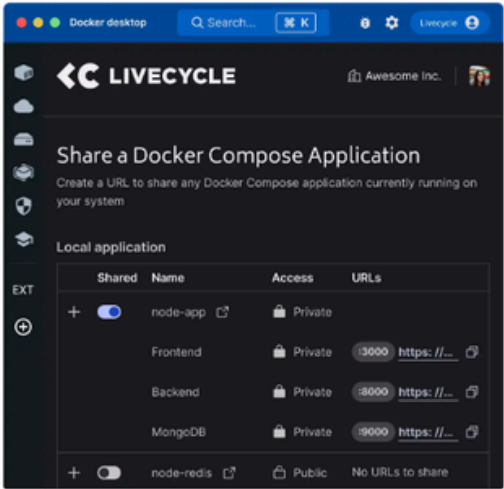 Docker desktop Search... ⌘ K Livecycle
LIVECYCLE Awesome Inc.
Share a Docker Compose Application
Create a URL to share any Docker Compose application currently running on
your system
Local application
Shared Name Access URLs
node-app Private
Frontend Private :3000 https: //...
Backend Private :8000 https: //...
MongoDB Private :9000 https: //...
node-redis Public No URLs to share
EXT